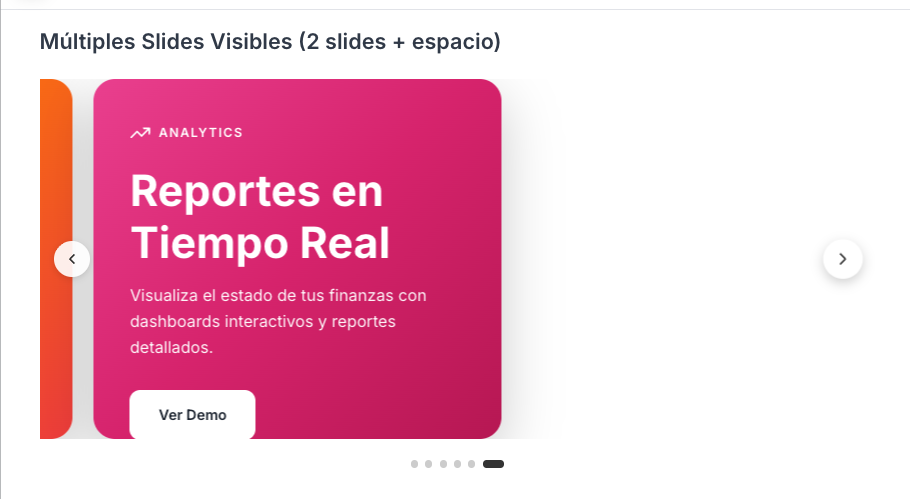 Múltiples Slides Visibles (2 slides + espacio)
ANALYTICS
Reportes en
Tiempo Real
Visualiza el estado de tus finanzas con
dashboards interactivos y reportes
detallados.
Ver Demo